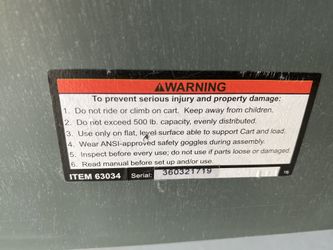 ⚠WARNING
To prevent serious injury and property damage:
1. Do not ride or climb on cart. Keep away from children.
2. Do not exceed 500 lb. capacity, evenly distributed.
3. Use only on flat, level surface able to support Cart and load.
4. Wear ANSI-approved safety goggles during assembly.
5. Inspect before every use; do not use if parts loose or damaged.
6. Read manual before set up and/or use.
ITEM 63034 Serial: 360321719